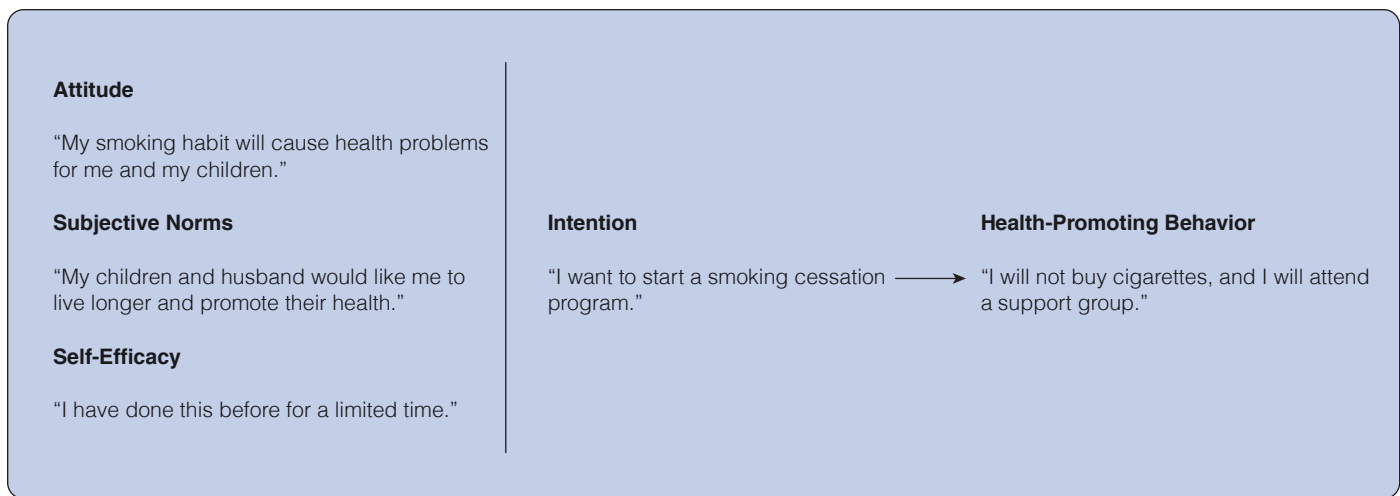 Attitude
“My smoking habit will cause health problems
for me and my children.”
Subjective Norms
“My children and husband would like me to
live longer and promote their health.”
Self-Efficacy
“I have done this before for a limited time.”
Intention
“I want to start a smoking cessation
program.”
Health-Promoting Behavior
“I will not buy cigarettes, and I will attend
a support group.”